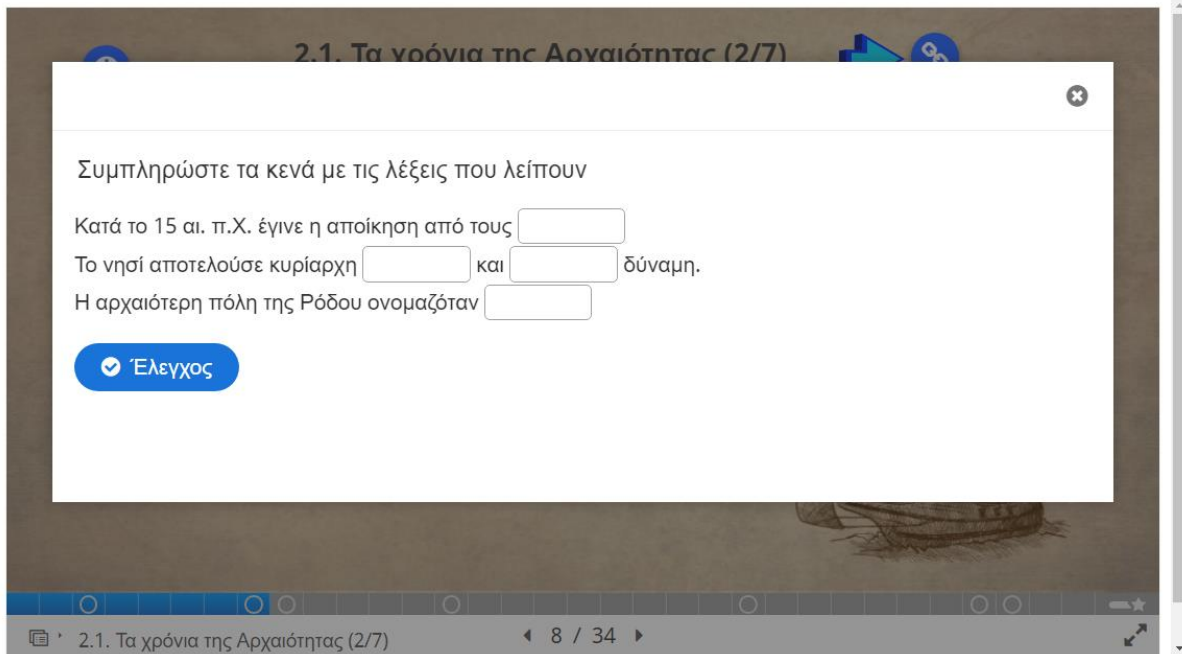 2.1. Τα χρόνια της Αρχαιότητας (2/7)
Συμπληρώστε τα κενά με τις λέξεις που λείπουν
Κατά το 15 αι. π.Χ. έγινε η αποίκηση από τους
Το νησί αποτελούσε κυρίαρχη και δύναμη.
Η αρχαιότερη πόλη της Ρόδου ονομαζόταν
Έλεγχος
2.1. Τα χρόνια της Αρχαιότητας (2/7) 8 / 34